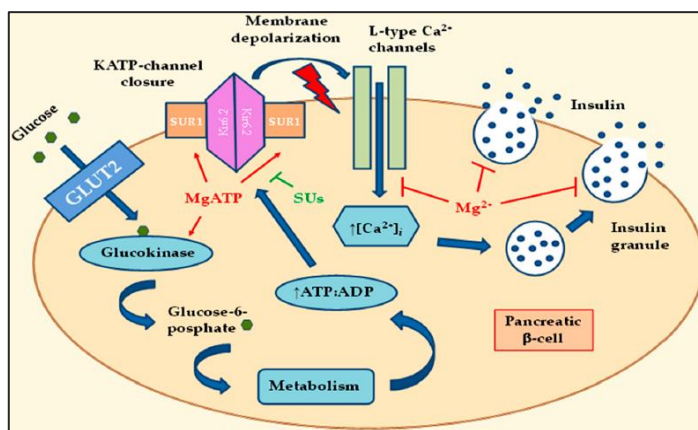 Membrane
depolarization
L-type Ca²⁺
channels
KATP-channel
closure
Glucose
SUR1
Kir6.2
Kir6.2
SUR1
Insulin
GLUT2
MgATP
SUs
Mg²⁺
Glucokinase
↑[Ca²⁺]ᵢ
Insulin
granule
↑ATP:ADP
Glucose-6-
posphate
Pancreatic
β-cell
Metabolism